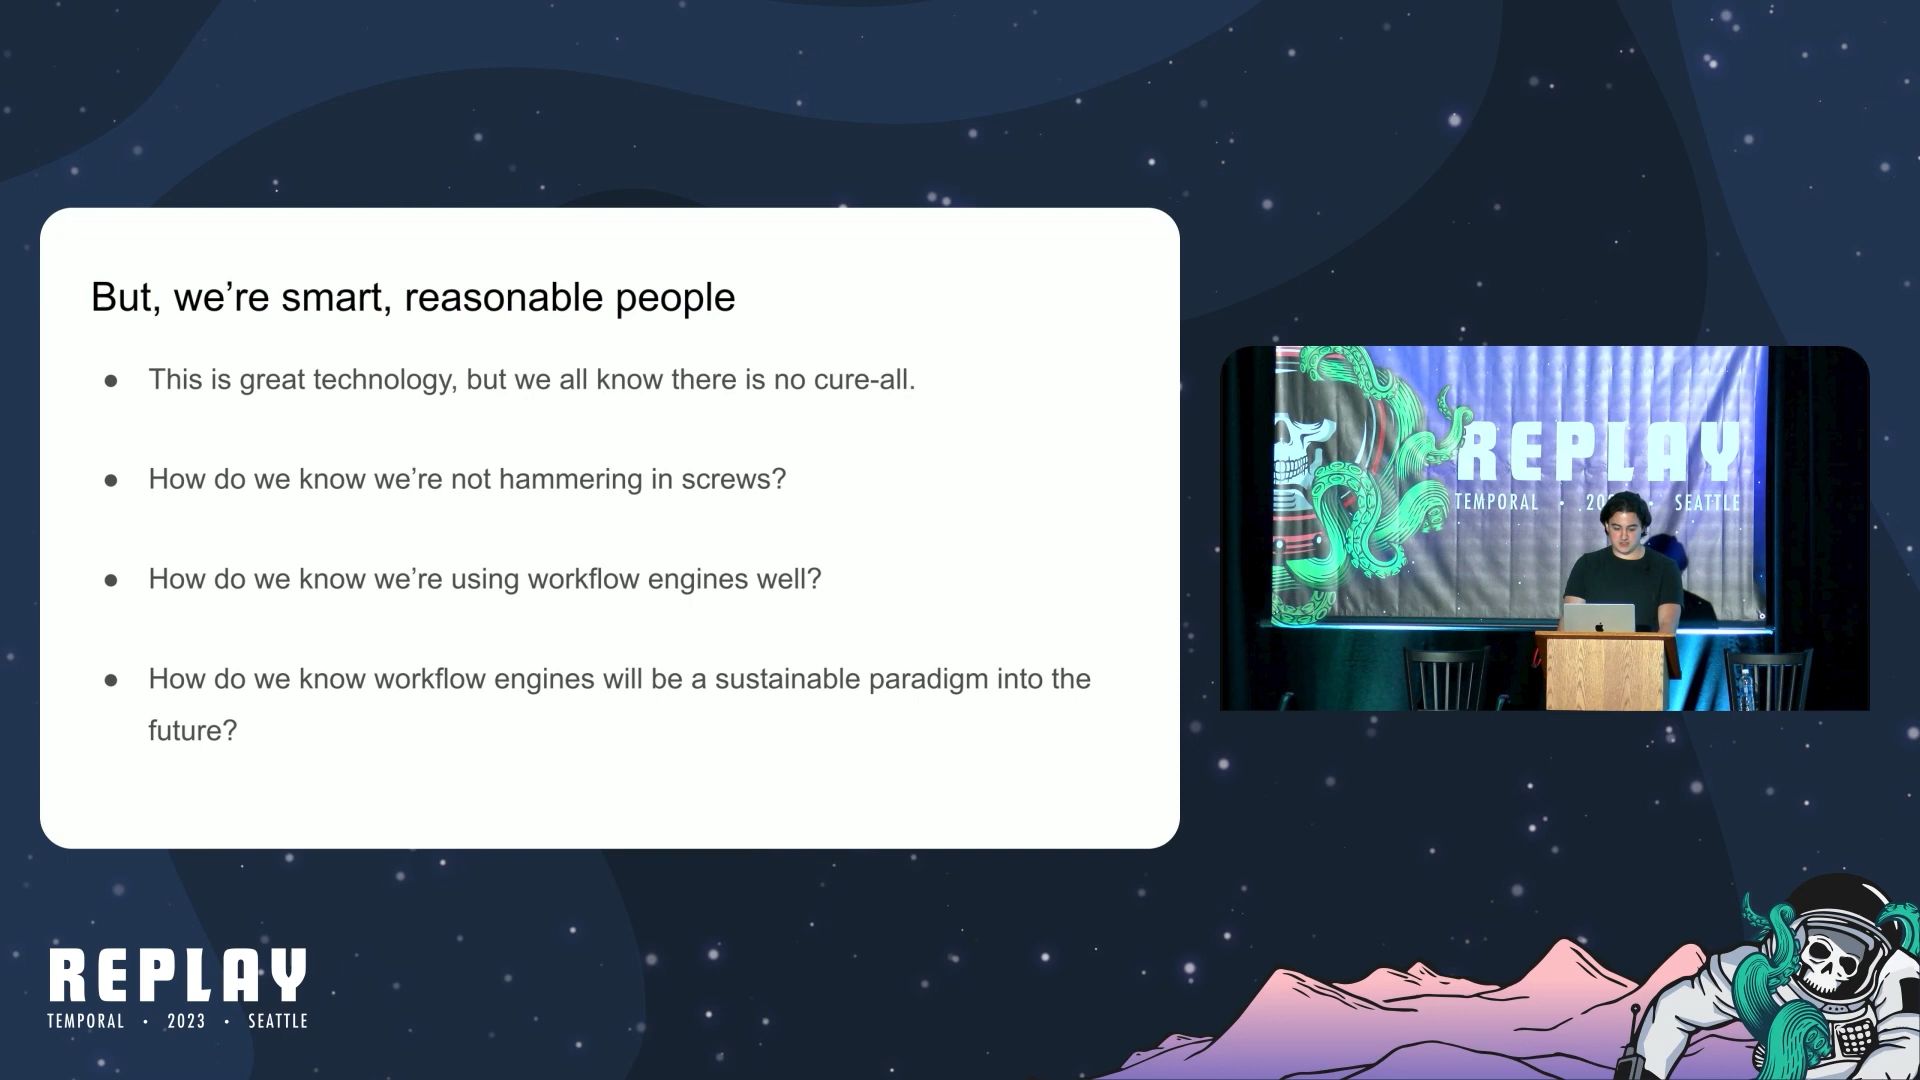 But, we’re smart, reasonable people
● This is great technology, but we all know there is no cure-all.
● How do we know we’re not hammering in screws?
● How do we know we’re using workflow engines well?
● How do we know workflow engines will be a sustainable paradigm into the
future?
REPLAY
TEMPORAL • 20 • SEATTLE
REPLAY
TEMPORAL • 2023 • SEATTLE